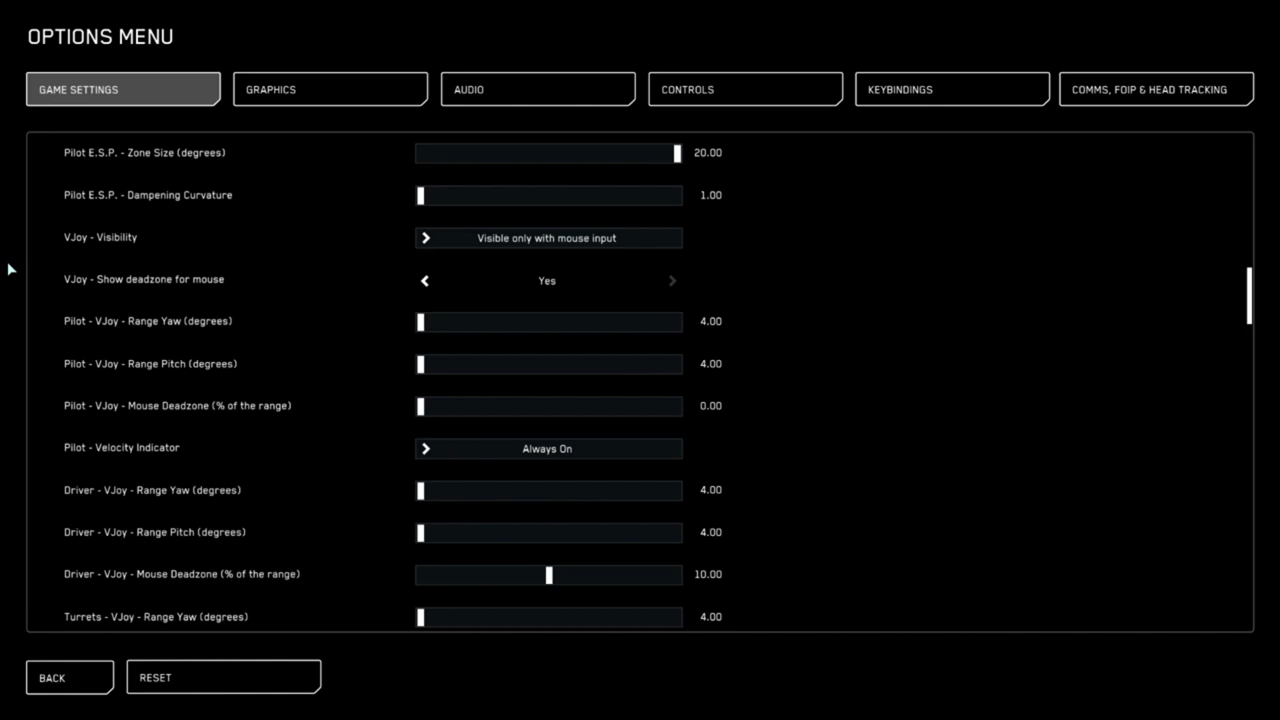 OPTIONS MENU
GAME SETTINGS
GRAPHICS
AUDIO
CONTROLS
KEYBINDINGS
COMMS, FOIP & HEAD TRACKING
Pilot E.S.P. - Zone Size (degrees) 20.00
Pilot E.S.P. - Dampening Curvature 1.00
VJoy - Visibility Visible only with mouse input
VJoy - Show deadzone for mouse Yes
Pilot - VJoy - Range Yaw (degrees) 4.00
Pilot - VJoy - Range Pitch (degrees) 4.00
Pilot - VJoy - Mouse Deadzone (% of the range) 0.00
Pilot - Velocity Indicator Always On
Driver - VJoy - Range Yaw (degrees) 4.00
Driver - VJoy - Range Pitch (degrees) 4.00
Driver - VJoy - Mouse Deadzone (% of the range) 10.00
Turrets - VJoy - Range Yaw (degrees) 4.00
BACK
RESET